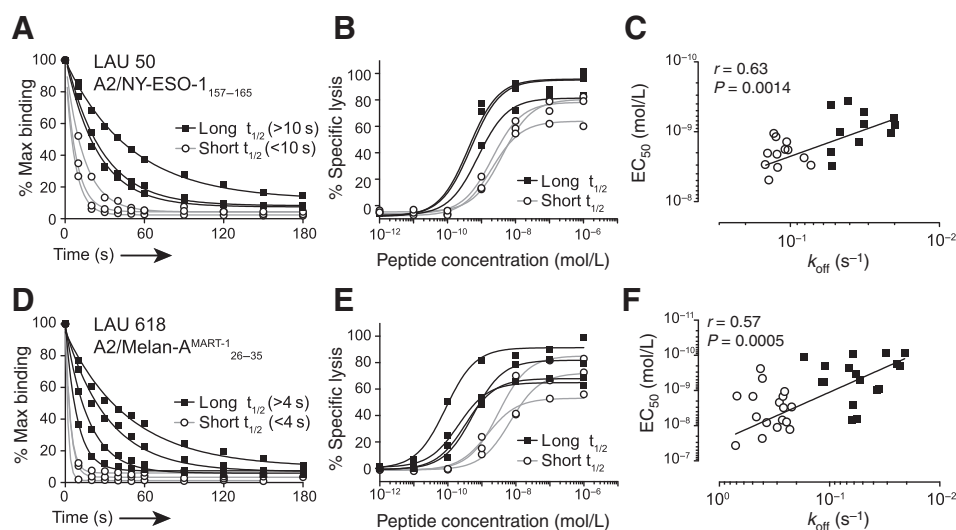 A
LAU 50
A2/NY-ESO-1157–165
Long t1/2 (>10 s)
Short t1/2 (<10 s)
% Max binding
100
80
60
40
20
0
0 60 120 180
Time (s)
B
% Specific lysis
100
80
60
40
20
0
Long t1/2
Short t1/2
10−12 10−10 10−8 10−6
Peptide concentration (mol/L)
C
r = 0.63
P = 0.0014
EC50 (mol/L)
10−10
10−9
10−8
10−1 10−2
koff (s−1)
D
LAU 618
A2/Melan-AMART-126–35
Long t1/2 (>4 s)
Short t1/2 (<4 s)
% Max binding
100
80
60
40
20
0
0 60 120 180
Time (s)
E
% Specific lysis
100
80
60
40
20
0
Long t1/2
Short t1/2
10−12 10−10 10−8 10−6
Peptide concentration (mol/L)
F
r = 0.57
P = 0.0005
EC50 (mol/L)
10−11
10−10
10−9
10−8
10−7
100 10−1 10−2
koff (s−1)